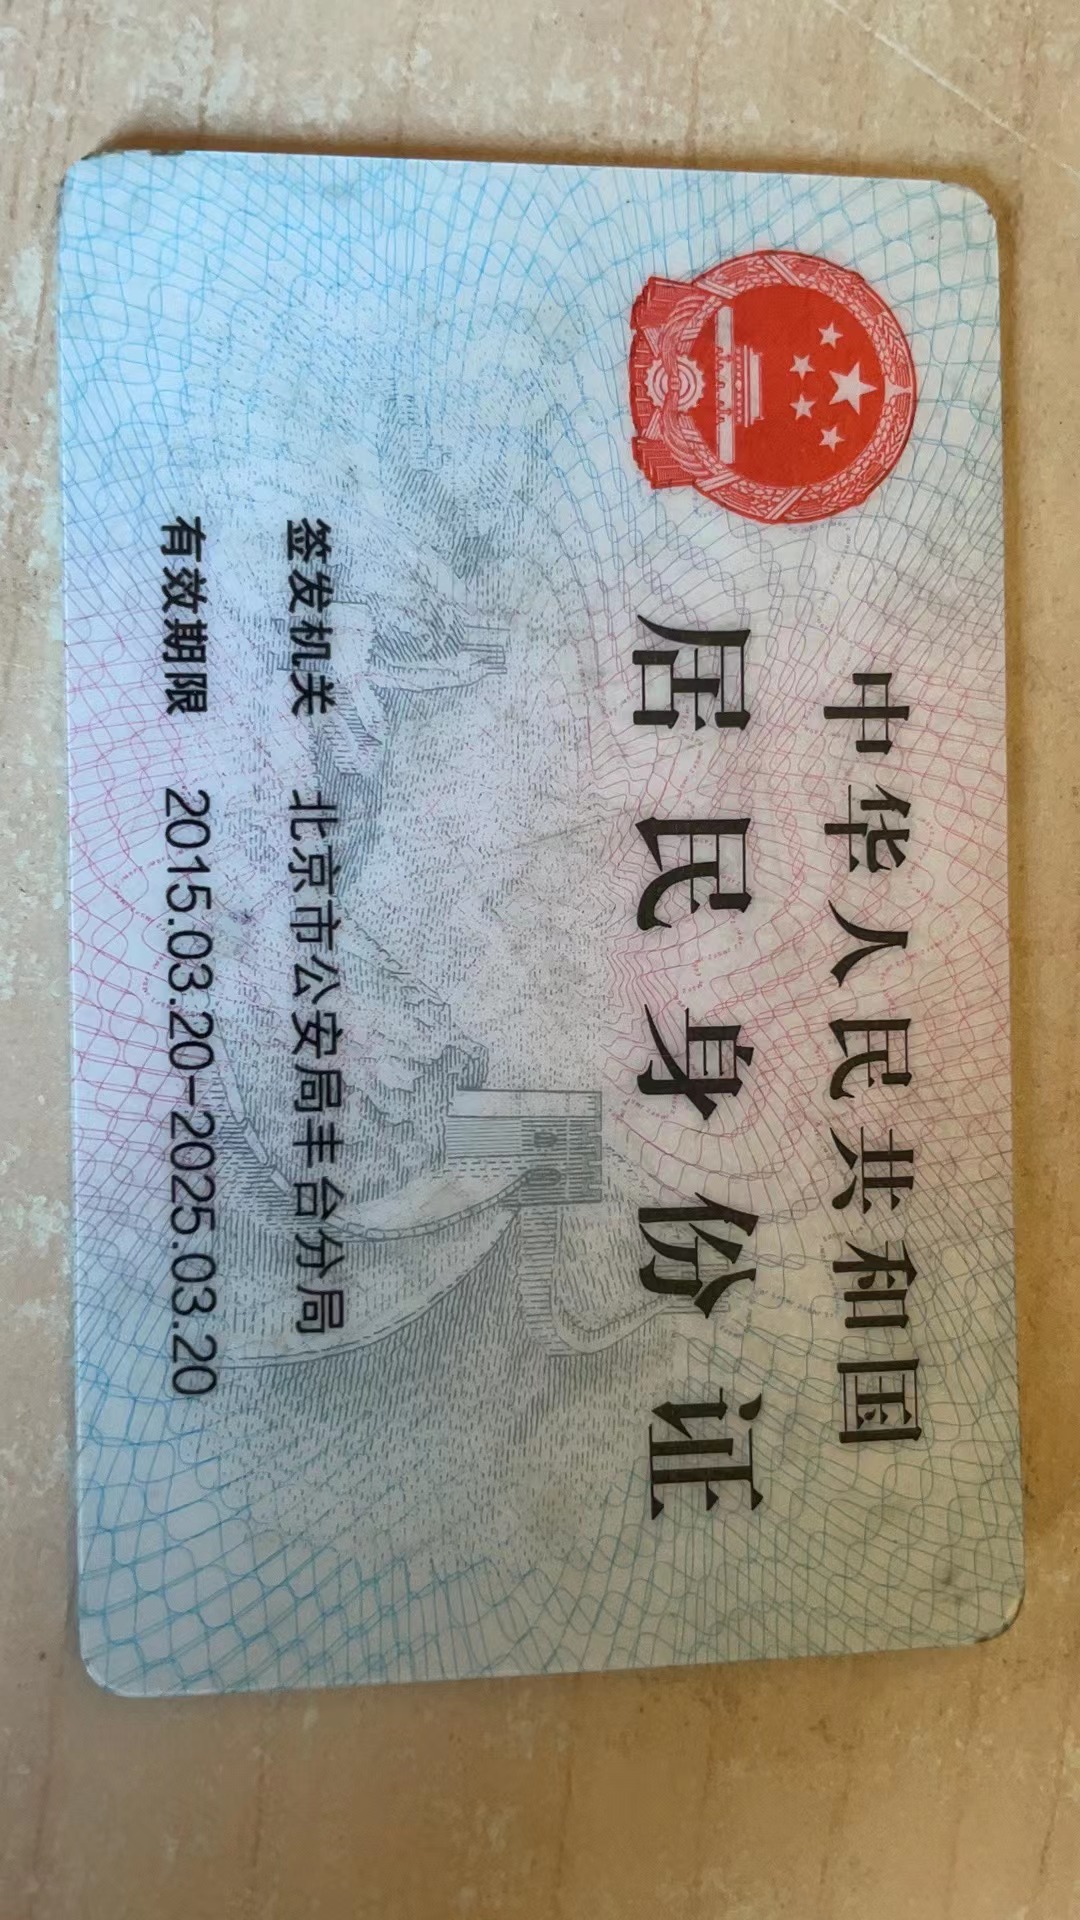 中华人民共和国
居民身份证
签发机关 北京市公安局丰台分局
有效期限 2015.03.20-2025.03.20